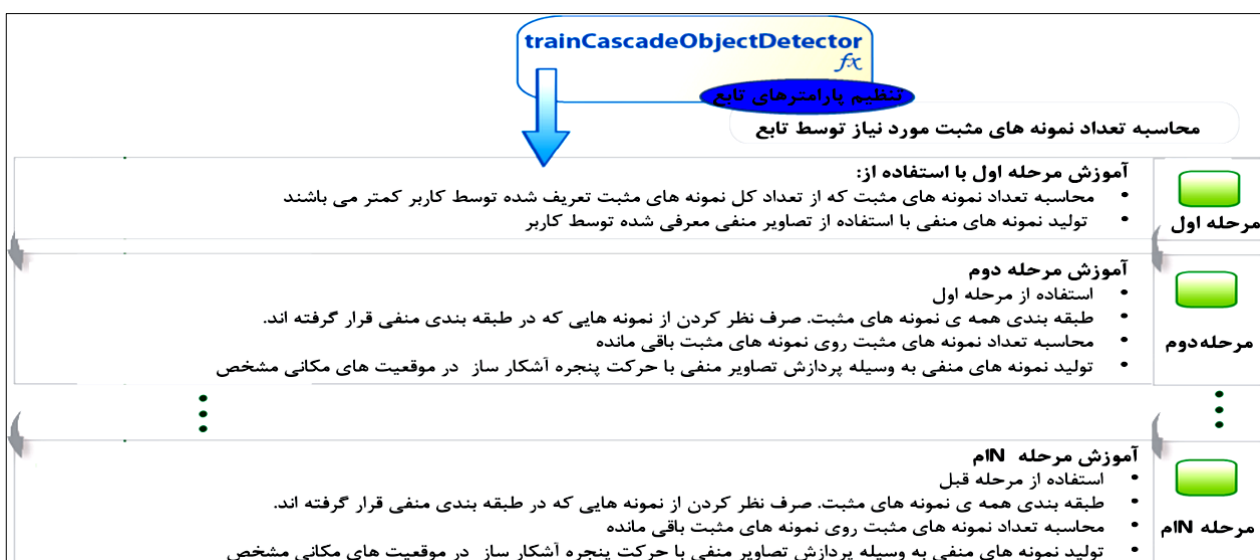 trainCascadeObjectDetector
fx
تنظیم پارامترهای تابع
محاسبه تعداد نمونه های مثبت مورد نیاز توسط تابع
آموزش مرحله اول با استفاده از:
• محاسبه تعداد نمونه های مثبت که از تعداد کل نمونه های مثبت تعریف شده توسط کاربر کمتر می باشند
• تولید نمونه های منفی با استفاده از تصاویر منفی معرفی شده توسط کاربر
مرحله اول
آموزش مرحله دوم
• استفاده از مرحله اول
• طبقه بندی همه ی نمونه های مثبت. صرف نظر کردن از نمونه هایی که در طبقه بندی منفی قرار گرفته اند.
• محاسبه تعداد نمونه های مثبت روی نمونه های مثبت باقی مانده
• تولید نمونه های منفی به وسیله پردازش تصاویر منفی با حرکت پنجره آشکار ساز در موقعیت های مکانی مشخص
مرحله دوم
آموزش مرحله Nام
• استفاده از مرحله قبل
• طبقه بندی همه ی نمونه های مثبت. صرف نظر کردن از نمونه هایی که در طبقه بندی منفی قرار گرفته اند.
• محاسبه تعداد نمونه های مثبت روی نمونه های مثبت باقی مانده
• تولید نمونه های منفی به وسیله پردازش تصاویر منفی با حرکت پنجره آشکار ساز در موقعیت های مکانی مشخص
مرحله Nام